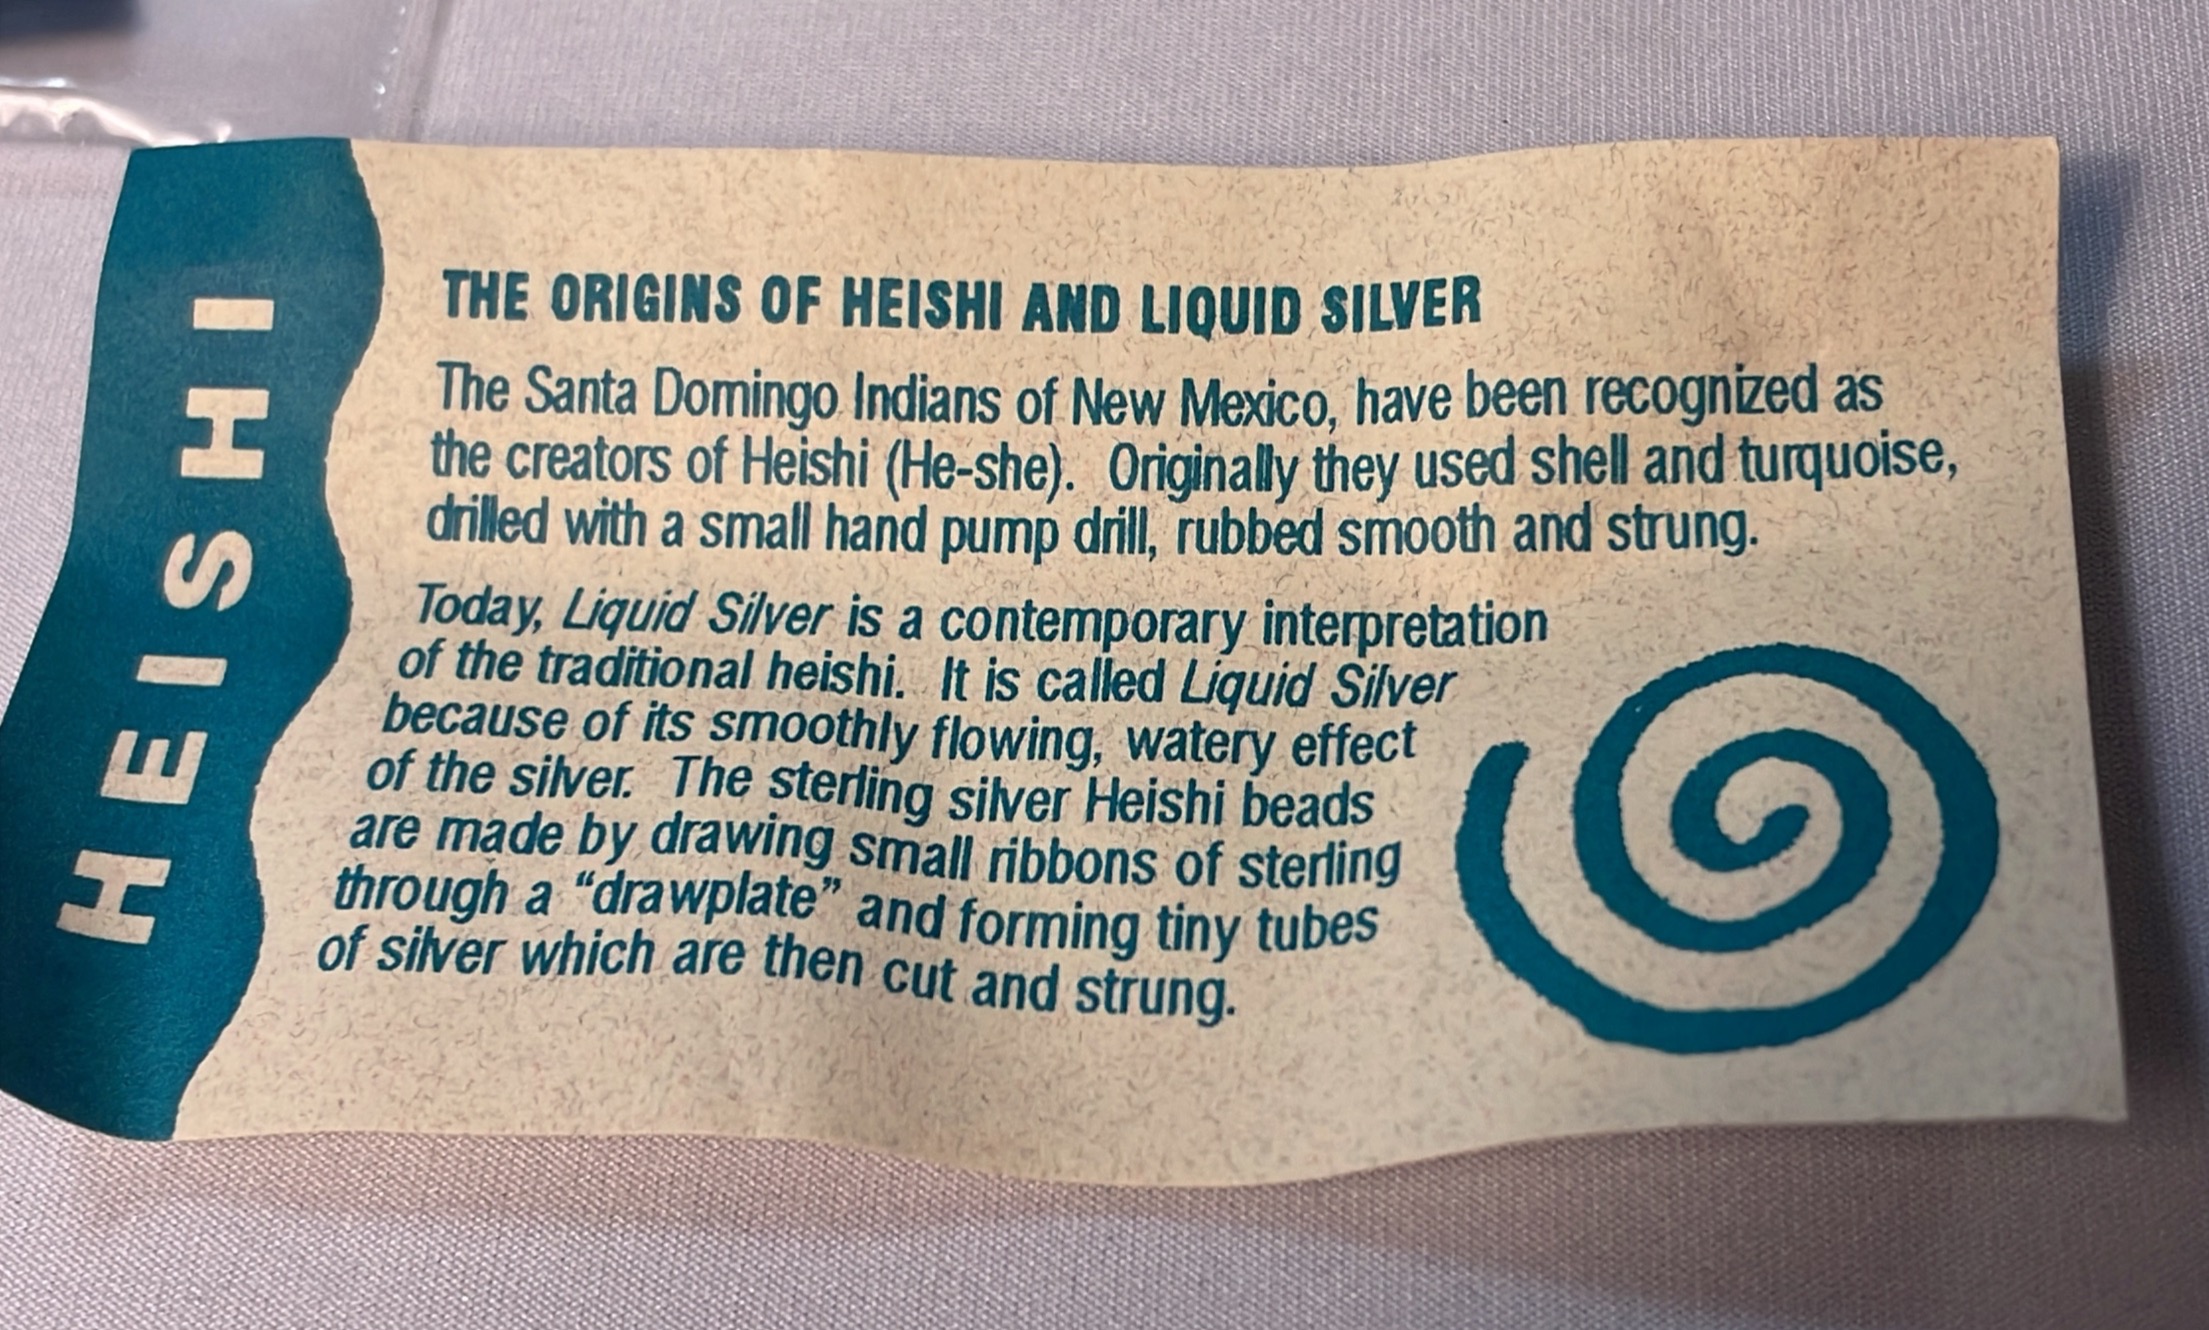 HEISHI
THE ORIGINS OF HEISHI AND LIQUID SILVER
The Santa Domingo Indians of New Mexico, have been recognized as
the creators of Heishi (He-she). Originally they used shell and turquoise,
drilled with a small hand pump drill, rubbed smooth and strung.
Today, Liquid Silver is a contemporary interpretation
of the traditional heishi. It is called Liquid Silver
because of its smoothly flowing, watery effect
of the silver. The sterling silver Heishi beads
are made by drawing small ribbons of sterling
through a “drawplate” and forming tiny tubes
of silver which are then cut and strung.